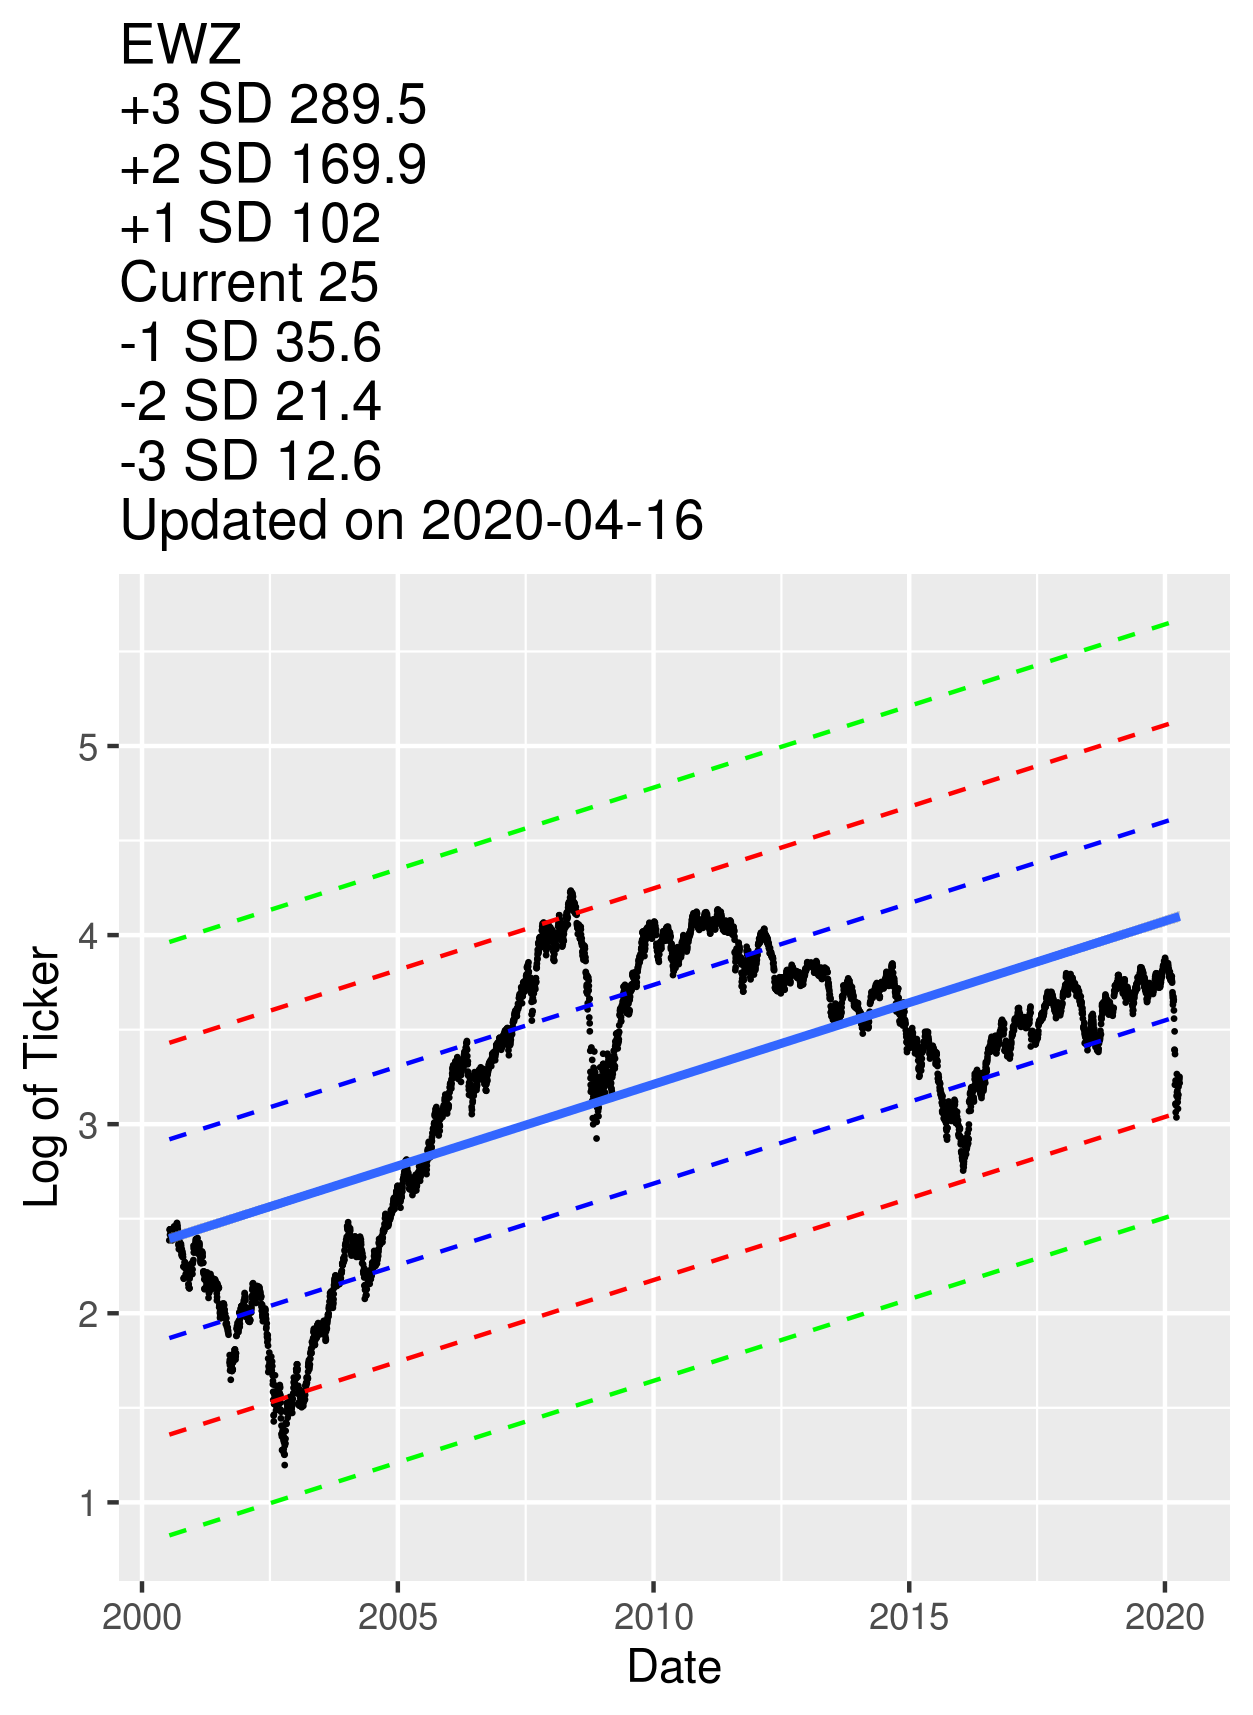 EWZ
+3 SD 289.5
+2 SD 169.9
+1 SD 102
Current 25
-1 SD 35.6
-2 SD 21.4
-3 SD 12.6
Updated on 2020-04-16
5
4
3
2
1
Log of Ticker
2000 2005 2010 2015 2020
Date